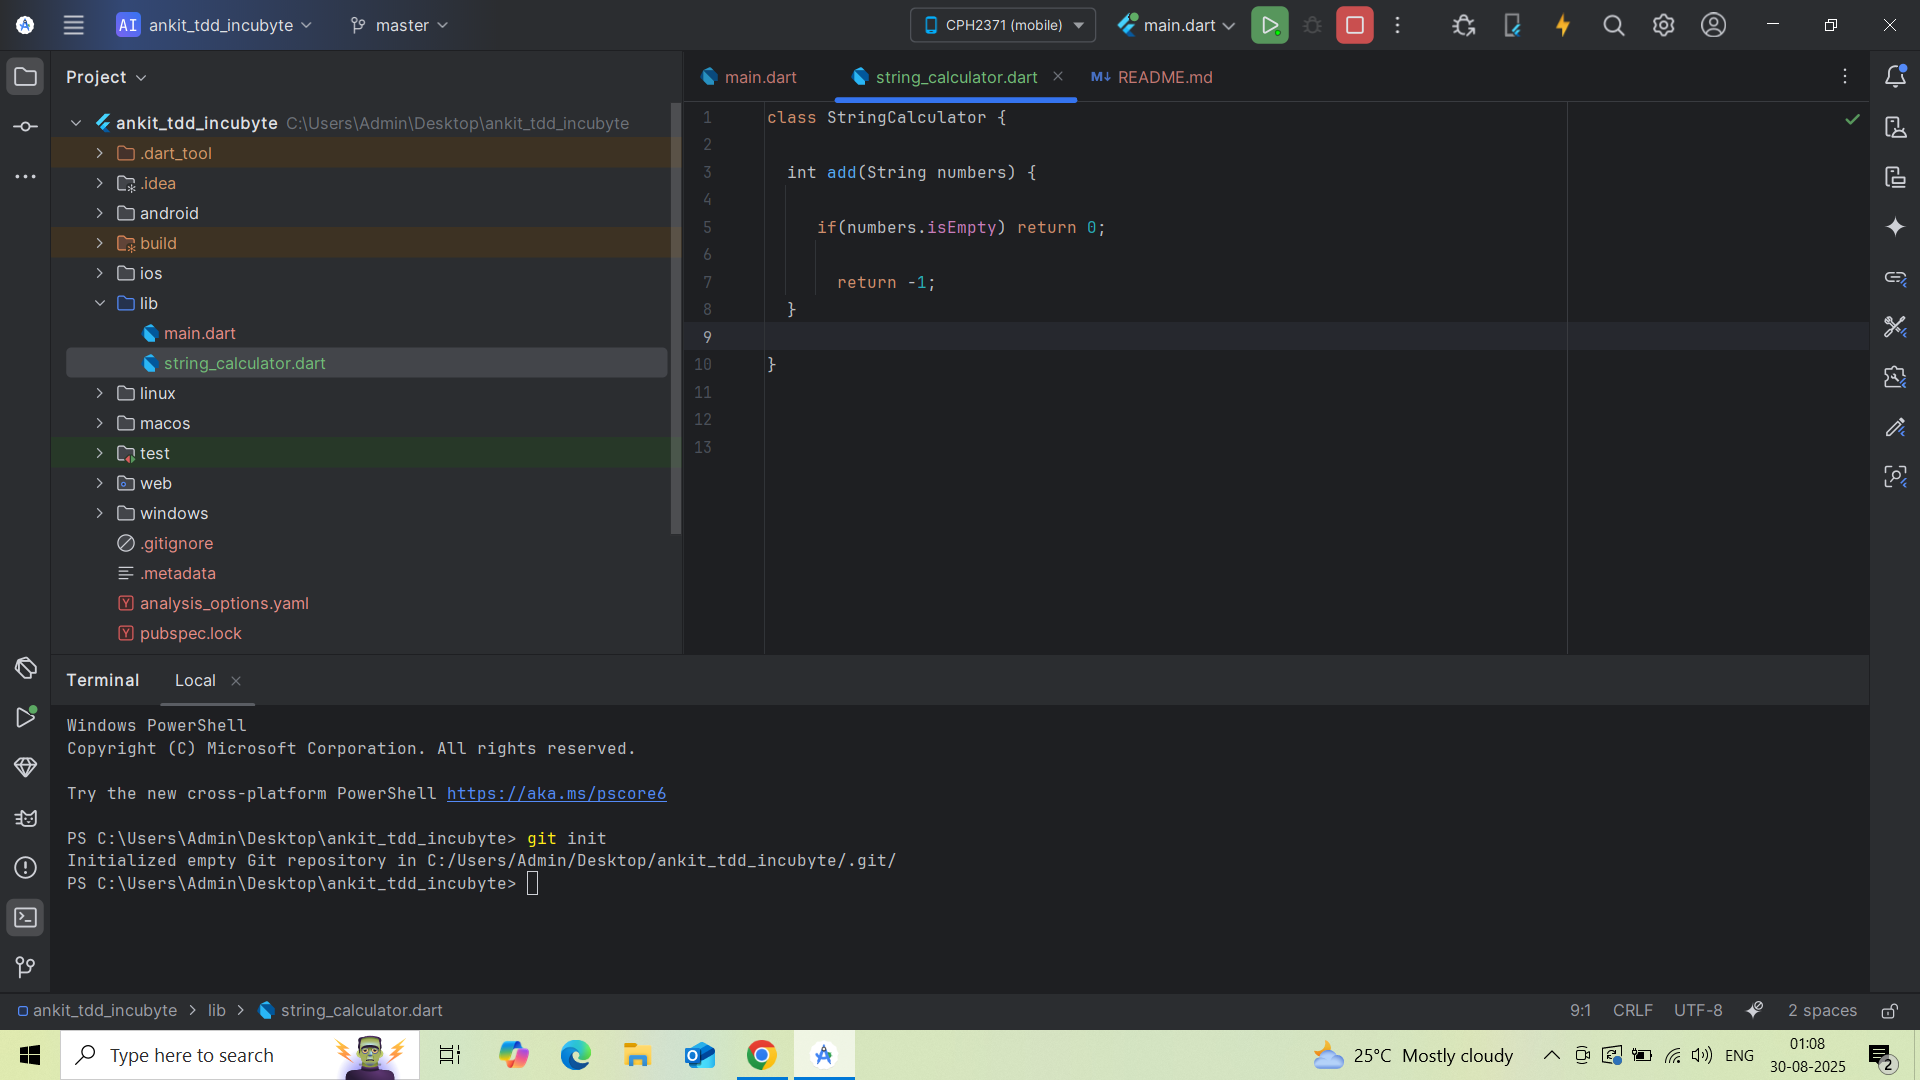 AI ankit_tdd_incubyte master CPH2371 (mobile) main.dart
Project
main.dart string_calculator.dart M↓ README.md
ankit_tdd_incubyte C:\Users\Admin\Desktop\ankit_tdd_incubyte
.dart_tool
.idea
android
build
ios
lib
main.dart
string_calculator.dart
linux
macos
test
web
windows
.gitignore
.metadata
Y analysis_options.yaml
Y pubspec.lock
1 class StringCalculator {
2
3 int add(String numbers) {
4
5 if(numbers.isEmpty) return 0;
6
7 return -1;
8 }
9
10 }
11
12
13
Terminal Local
Windows PowerShell
Copyright (C) Microsoft Corporation. All rights reserved.
Try the new cross-platform PowerShell https://aka.ms/pscore6
PS C:\Users\Admin\Desktop\ankit_tdd_incubyte> git init
Initialized empty Git repository in C:/Users/Admin/Desktop/ankit_tdd_incubyte/.git/
PS C:\Users\Admin\Desktop\ankit_tdd_incubyte>
ankit_tdd_incubyte > lib > string_calculator.dart 9:1 CRLF UTF-8 2 spaces
Type here to search 25°C Mostly cloudy ENG 01:08
30-08-2025 2